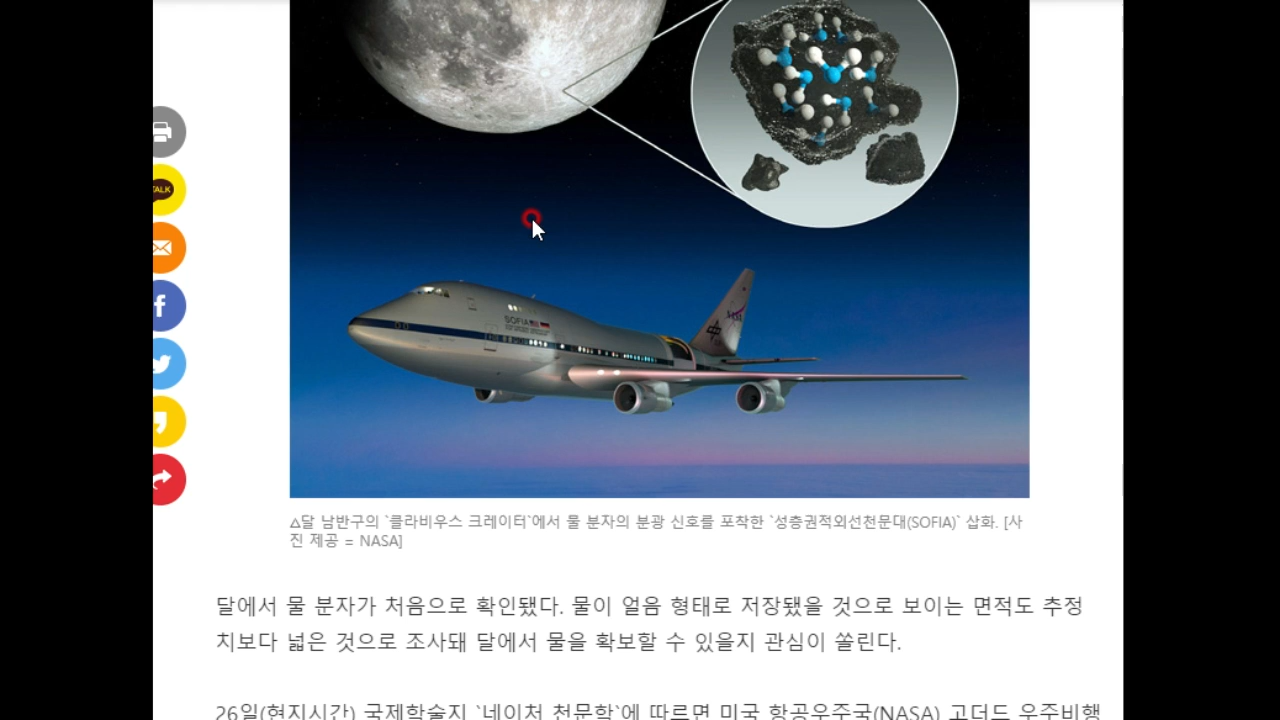 TALK
SOFIA
NASA
△달 남반구의 `클라비우스 크레이터`에서 물 분자의 분광 신호를 포착한 `성층권적외선천문대(SOFIA)` 삽화. [사
진 제공 = NASA]
달에서 물 분자가 처음으로 확인됐다. 물이 얼음 형태로 저장됐을 것으로 보이는 면적도 추정
치보다 넓은 것으로 조사돼 달에서 물을 확보할 수 있을지 관심이 쏠린다.
26일(현지시간) 국제학술지 `네이처 천문학`에 따르면 미국 항공우주국(NASA) 고더드 우주비행